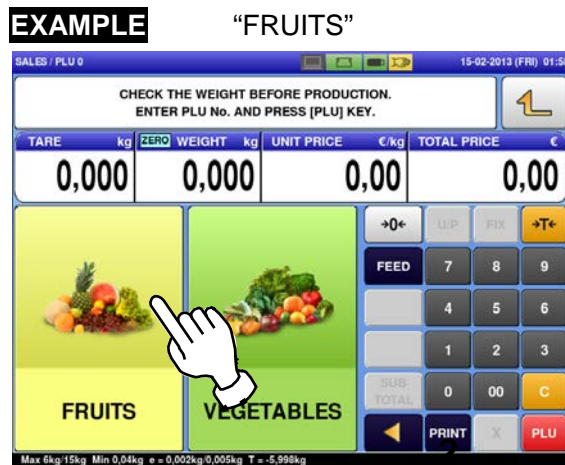 EXAMPLE “FRUITS”
SALES / PLU 0 15-02-2013 (FRI) 01:5
CHECK THE WEIGHT BEFORE PRODUCTION.
ENTER PLU No. AND PRESS [PLU] KEY.
TARE kg ZERO WEIGHT kg UNIT PRICE €/kg TOTAL PRICE €
0,000 0,000 0,00 0,00
→0← U/P FIX →T←
FEED 7 8 9
4 5 6
1 2 3
SUB TOTAL 0 00 C
FRUITS VEGETABLES
PRINT X PLU
Max 6kg/15kg Min 0,04kg e = 0,002kg/0,005kg T = -5,998kg